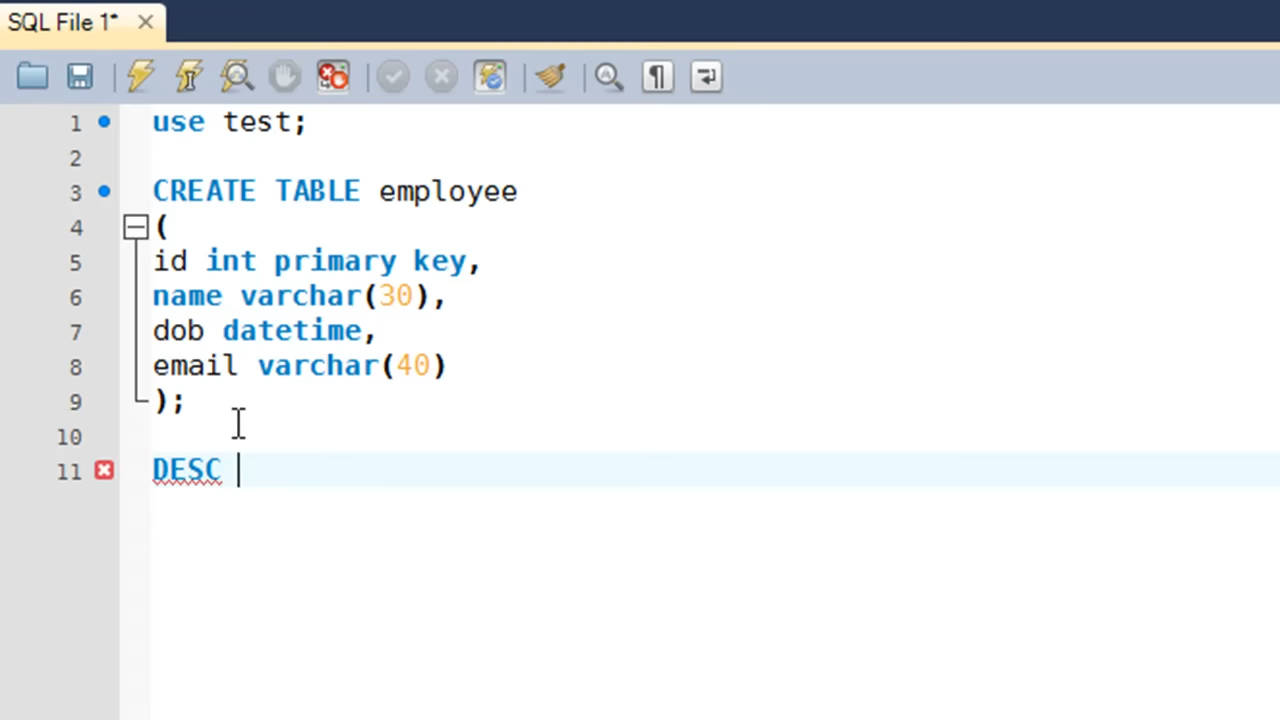 SQL File 1*
1 use test;
2
3 CREATE TABLE employee
4 (
5 id int primary key,
6 name varchar(30),
7 dob datetime,
8 email varchar(40)
9 );
10
11 DESC